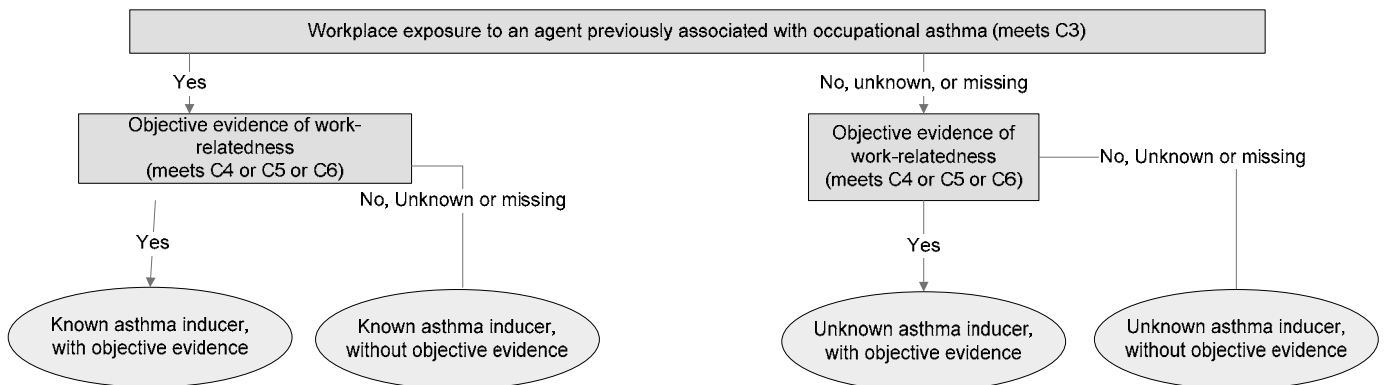 Workplace exposure to an agent previously associated with occupational asthma (meets C3)
Yes
No, unknown, or missing
Objective evidence of work-
relatedness
(meets C4 or C5 or C6)
No, Unknown or missing
Yes
Objective evidence of
work-relatedness
(meets C4 or C5 or C6)
No, Unknown or missing
Yes
Known asthma inducer,
with objective evidence
Known asthma inducer,
without objective evidence
Unknown asthma inducer,
with objective evidence
Unknown asthma inducer,
without objective evidence